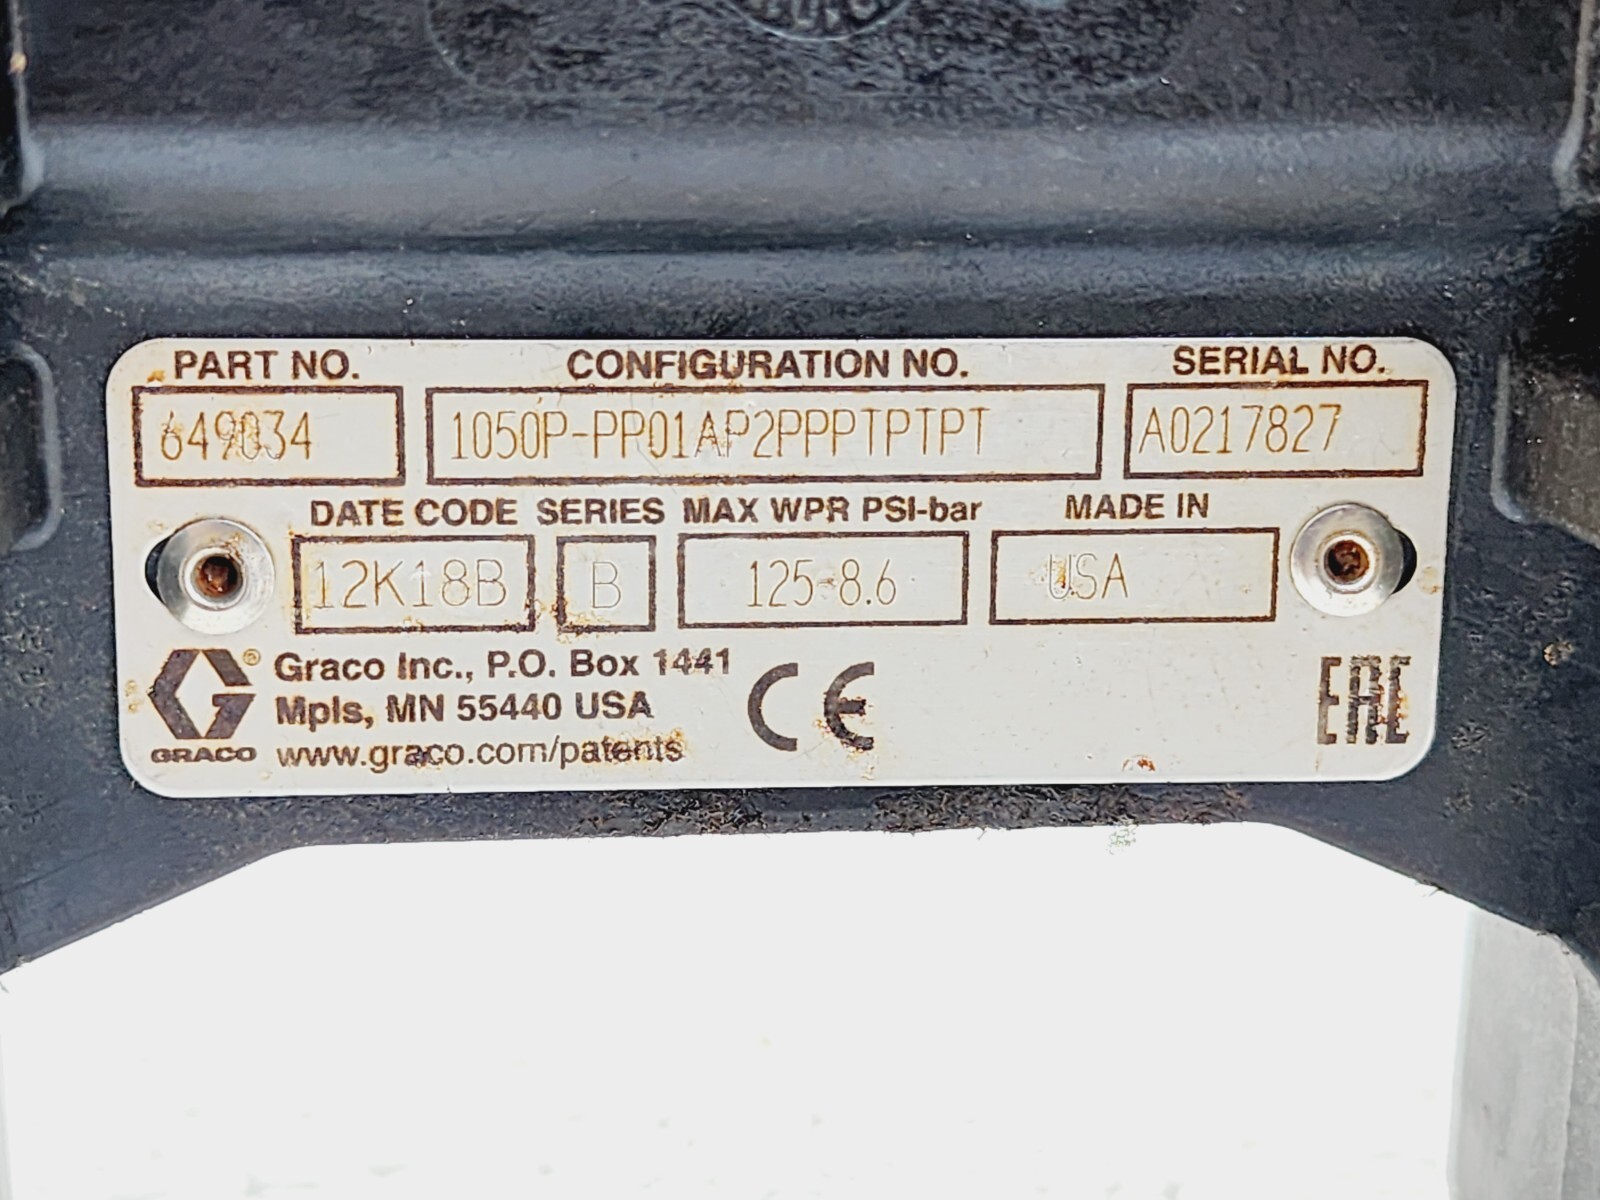 PART NO. CONFIGURATION NO. SERIAL NO.
649034 1050P-PP01AP2PPPTPTPT A0217827
DATE CODE SERIES MAX WPR PSI-bar MADE IN
12K18B B 125-8.6 USA
® Graco Inc., P.O. Box 1441
Mpls, MN 55440 USA
GRACO www.graco.com/patents
CE EAC